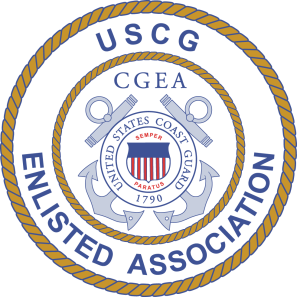 USCG
CGEA
UNITED STATES COAST GUARD
SEMPER
PARATUS
1790
ENLISTED ASSOCIATION